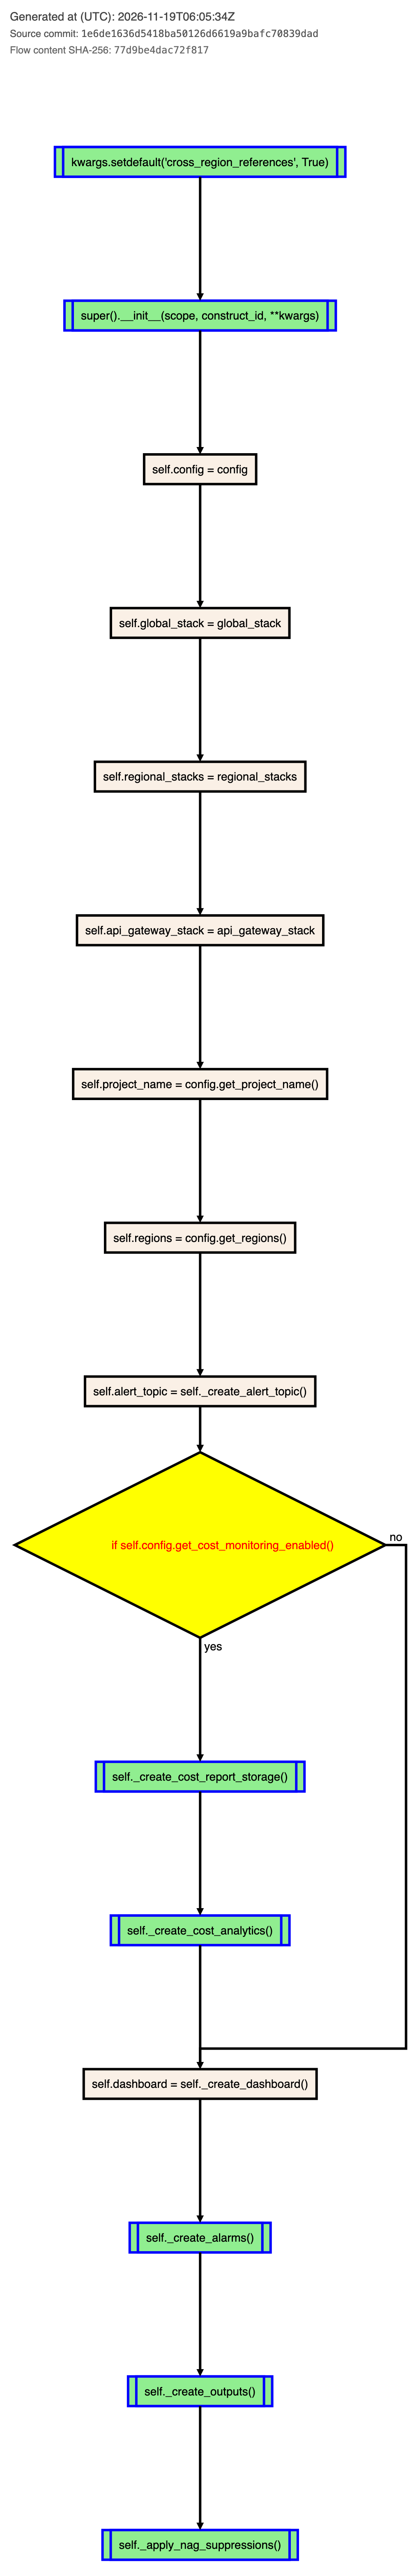 Generated at (UTC): 2026-11-19T06:05:34Z
Source commit: 1e6de1636d5418ba50126d6619a9bafc70839dad
Flow content SHA-256: 77d9be4dac72f817
kwargs.setdefault('cross_region_references', True)
super().__init__(scope, construct_id, **kwargs)
self.config = config
self.global_stack = global_stack
self.regional_stacks = regional_stacks
self.api_gateway_stack = api_gateway_stack
self.project_name = config.get_project_name()
self.regions = config.get_regions()
self.alert_topic = self._create_alert_topic()
if self.config.get_cost_monitoring_enabled()
no
yes
self._create_cost_report_storage()
self._create_cost_analytics()
self.dashboard = self._create_dashboard()
self._create_alarms()
self._create_outputs()
self._apply_nag_suppressions()